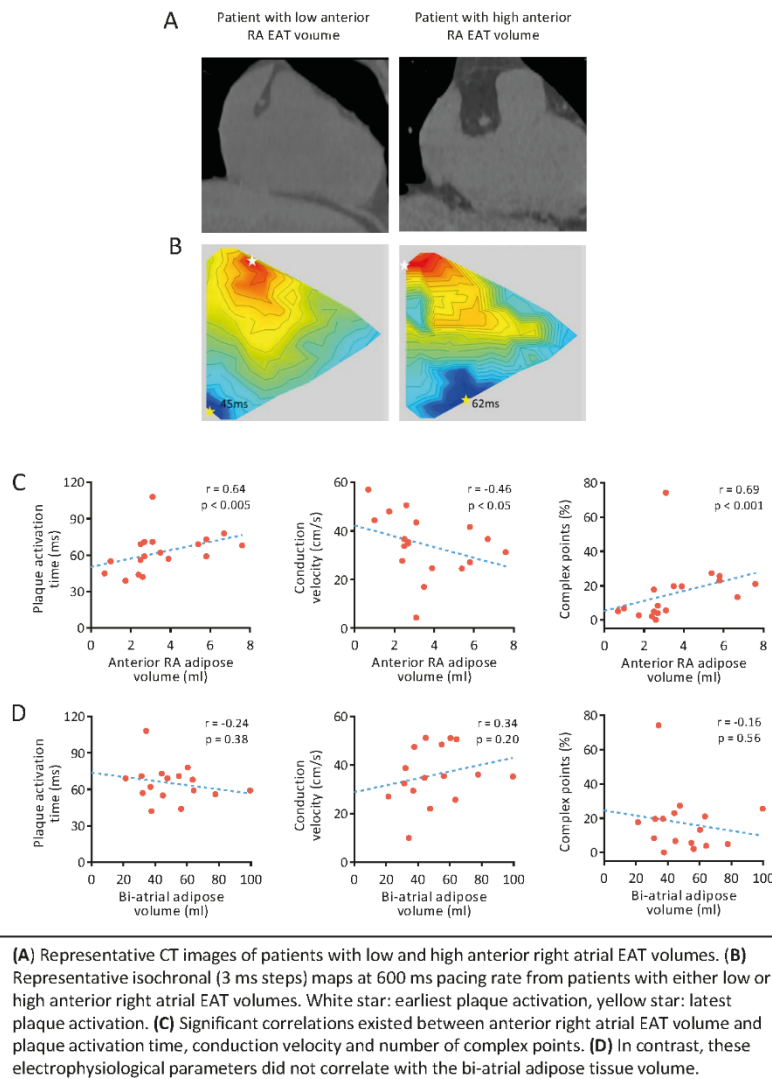 A
Patient with low anterior
RA EAT volume
Patient with high anterior
RA EAT volume
B
45ms
62ms
C
Plaque activation
time (ms)
120
90
60
30
0
0 2 4 6 8
r = 0.64
p < 0.005
Anterior RA adipose
volume (ml)
Conduction
velocity (cm/s)
60
40
20
0
0 2 4 6 8
r = -0.46
p < 0.05
Anterior RA adipose
volume (ml)
Complex points (%)
80
60
40
20
0
0 2 4 6 8
r = 0.69
p < 0.001
Anterior RA adipose
volume (ml)
D
Plaque activation
time (ms)
120
90
60
30
0
0 20 40 60 80 100
r = -0.24
p = 0.38
Bi-atrial adipose
volume (ml)
Conduction
velocity (cm/s)
60
40
20
0
0 20 40 60 80 100
r = 0.34
p = 0.20
Bi-atrial adipose
volume (ml)
Complex points (%)
80
60
40
20
0
0 20 40 60 80 100
r = -0.16
p = 0.56
Bi-atrial adipose
volume (ml)
(A) Representative CT images of patients with low and high anterior right atrial EAT volumes. (B)
Representative isochronal (3 ms steps) maps at 600 ms pacing rate from patients with either low or
high anterior right atrial EAT volumes. White star: earliest plaque activation, yellow star: latest
plaque activation. (C) Significant correlations existed between anterior right atrial EAT volume and
plaque activation time, conduction velocity and number of complex points. (D) In contrast, these
electrophysiological parameters did not correlate with the bi-atrial adipose tissue volume.